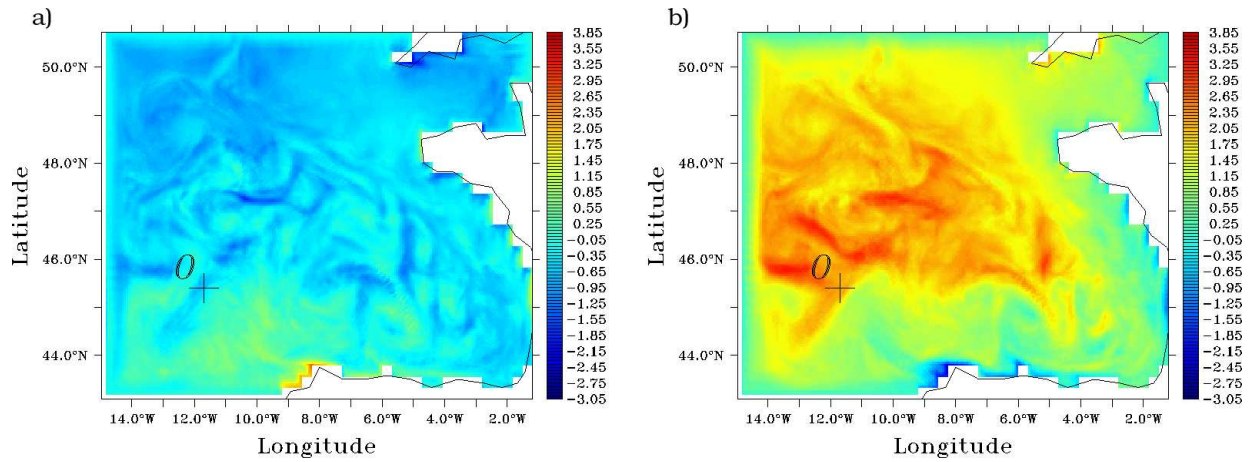 a)
50.0°N
48.0°N
46.0°N
44.0°N
Latitude
14.0°W
12.0°W
10.0°W
8.0°W
6.0°W
4.0°W
2.0°W
Longitude
O
3.85
3.55
3.25
2.95
2.65
2.35
2.05
1.75
1.45
1.15
0.85
0.55
0.25
-0.05
-0.35
-0.65
-0.95
-1.25
-1.55
-1.85
-2.15
-2.45
-2.75
-3.05
b)
50.0°N
48.0°N
46.0°N
44.0°N
Latitude
14.0°W
12.0°W
10.0°W
8.0°W
6.0°W
4.0°W
2.0°W
Longitude
O
3.85
3.55
3.25
2.95
2.65
2.35
2.05
1.75
1.45
1.15
0.85
0.55
0.25
-0.05
-0.35
-0.65
-0.95
-1.25
-1.55
-1.85
-2.15
-2.45
-2.75
-3.05